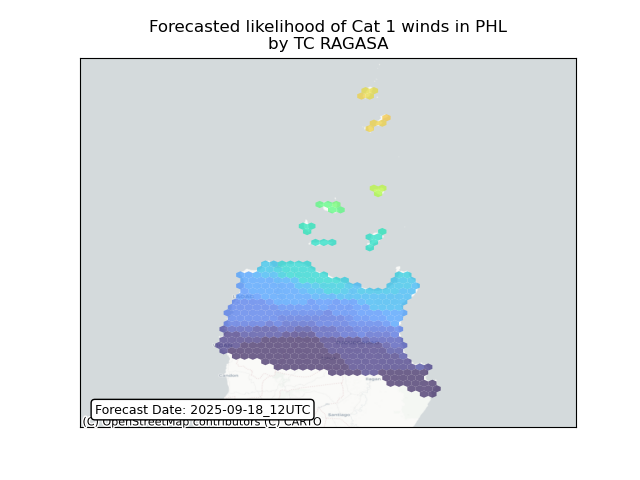 Forecasted likelihood of Cat 1 winds in PHL
by TC RAGASA
Forecast Date: 2025-09-18_12UTC
(C) OpenStreetMap contributors (C) CARTO